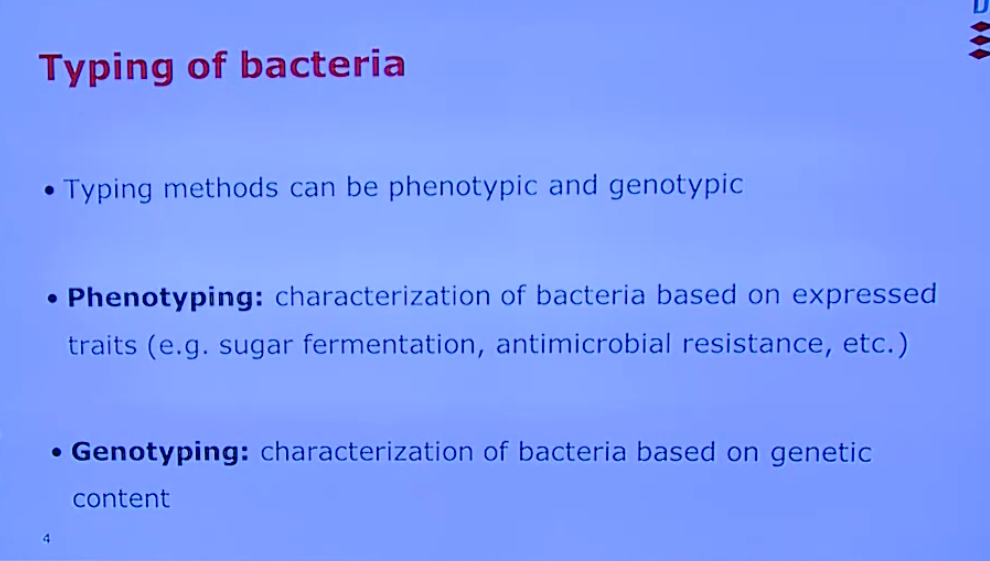 Typing of bacteria
• Typing methods can be phenotypic and genotypic
• Phenotyping: characterization of bacteria based on expressed
traits (e.g. sugar fermentation, antimicrobial resistance, etc.)
• Genotyping: characterization of bacteria based on genetic
content
4